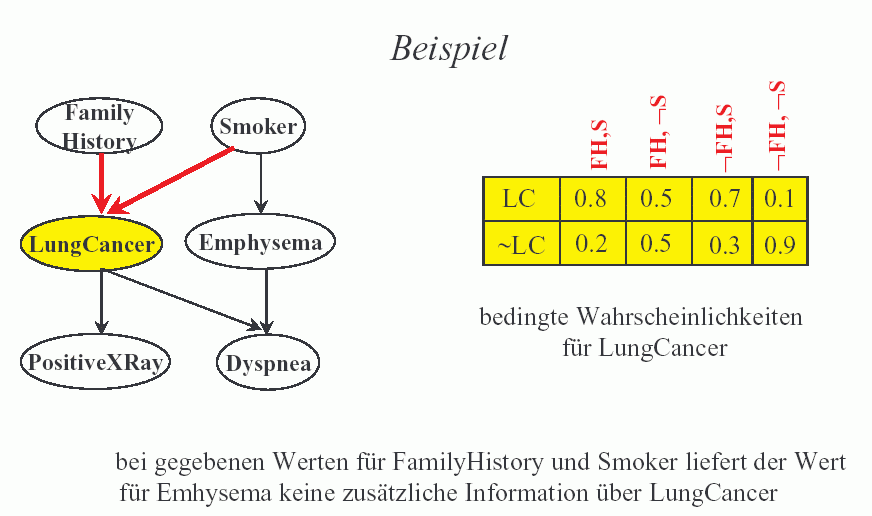 Beispiel
Family
History
Smoker
LungCancer
Emphysema
PositiveXRay
Dyspnea
FH,S
FH, ¬S
¬FH,S
¬FH, ¬S
LC 0.8 0.5 0.7 0.1
~LC 0.2 0.5 0.3 0.9
bedingte Wahrscheinlichkeiten
für LungCancer
bei gegebenen Werten für FamilyHistory und Smoker liefert der Wert
für Emhysema keine zusätzliche Information über LungCancer